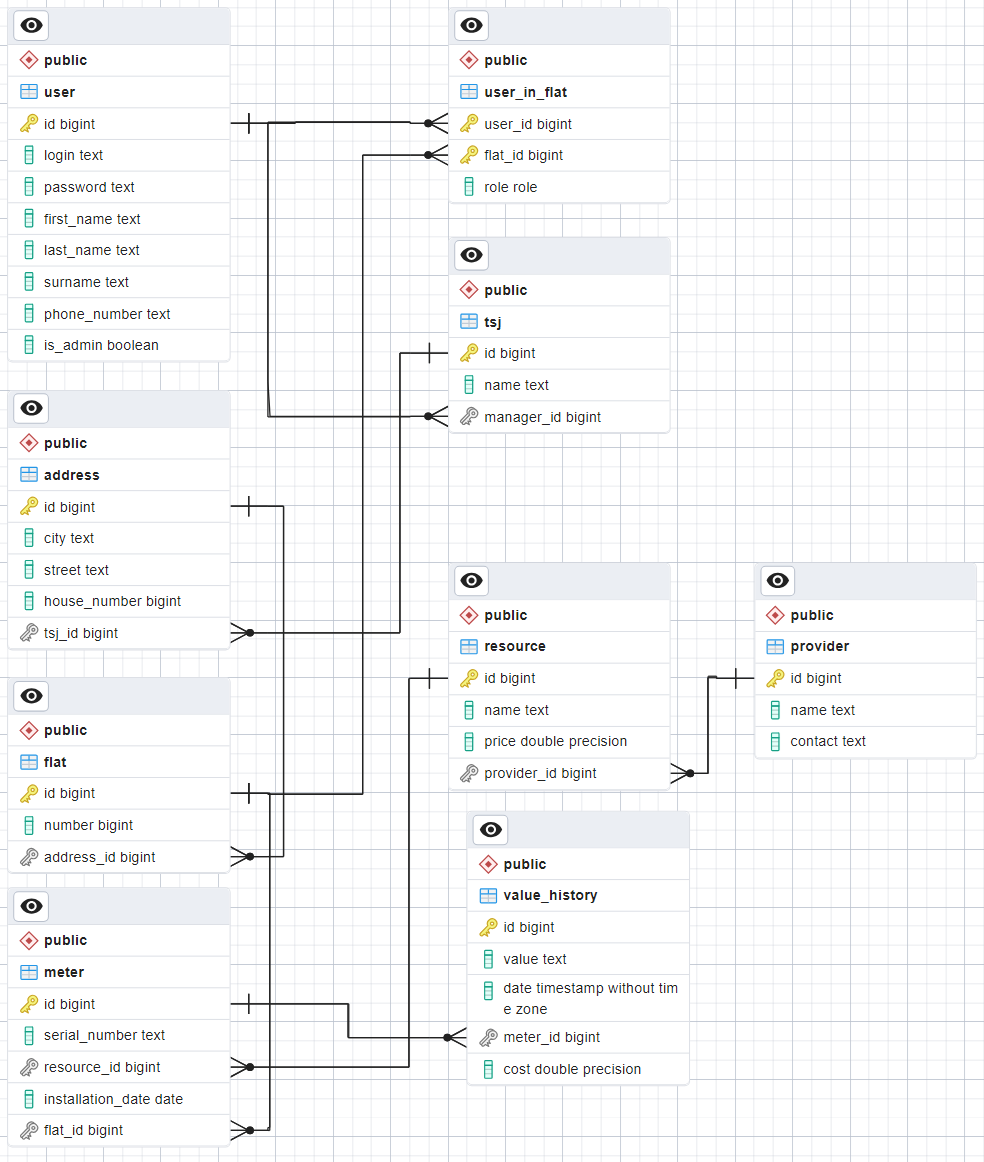 public
user
id bigint
login text
password text
first_name text
last_name text
surname text
phone_number text
is_admin boolean
public
user_in_flat
user_id bigint
flat_id bigint
role role
public
tsj
id bigint
name text
manager_id bigint
public
address
id bigint
city text
street text
house_number bigint
tsj_id bigint
public
resource
id bigint
name text
price double precision
provider_id bigint
public
provider
id bigint
name text
contact text
public
flat
id bigint
number bigint
address_id bigint
public
value_history
id bigint
value text
date timestamp without tim
e zone
meter_id bigint
cost double precision
public
meter
id bigint
serial_number text
resource_id bigint
installation_date date
flat_id bigint